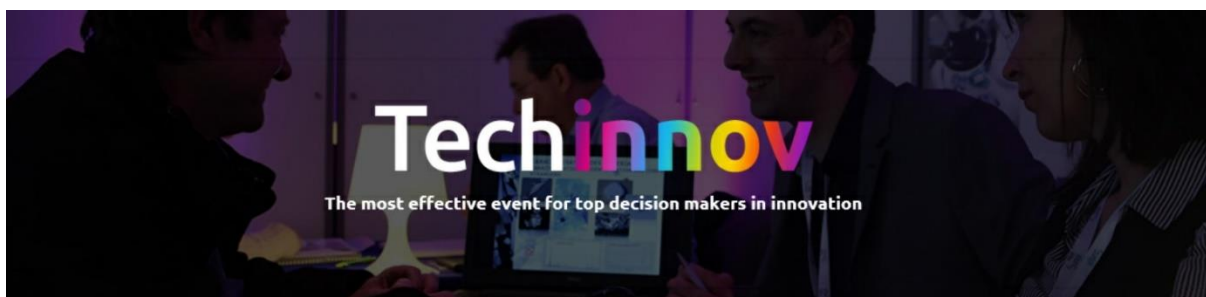 Techinnov
The most effective event for top decision makers in innovation